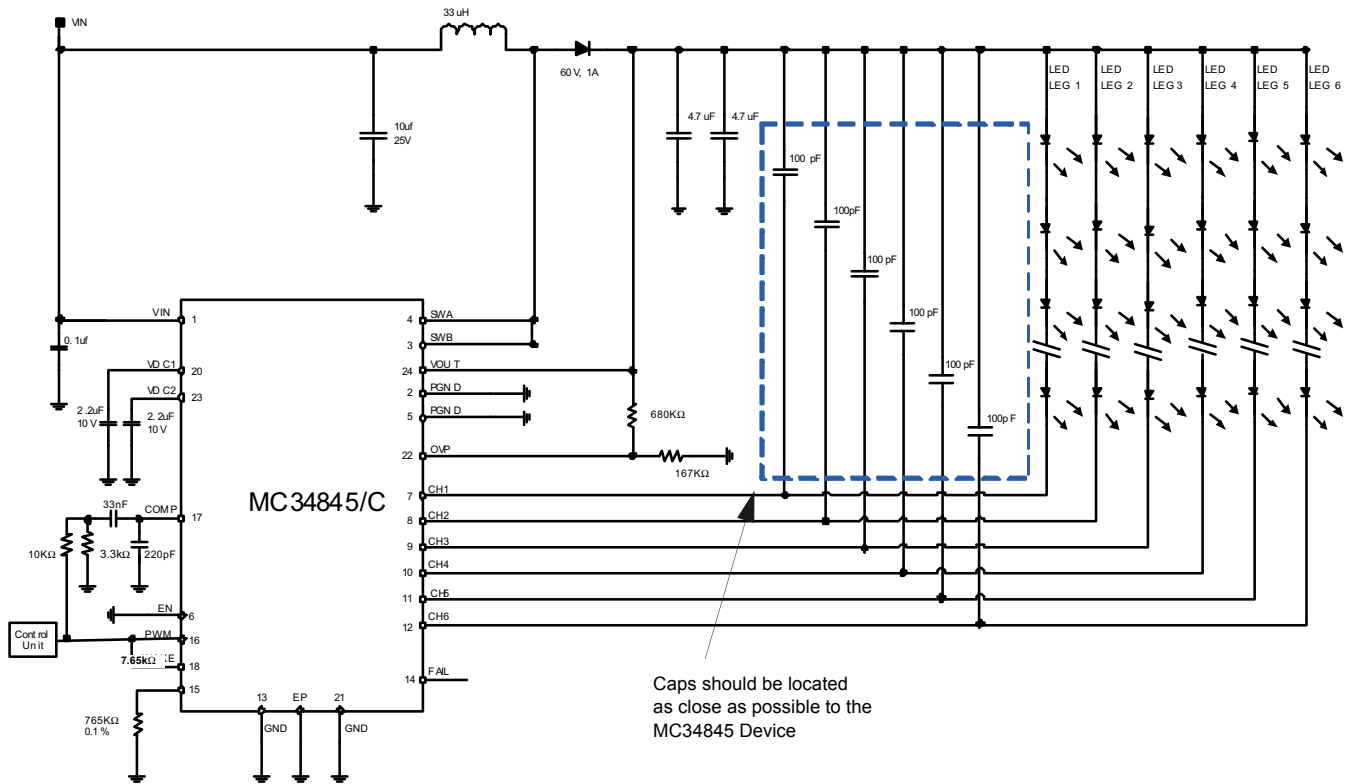 VIN
33 uH
60 V, 1A
10uf
25V
4.7 uF
4.7 uF
100 pF
100pF
100 pF
100 pF
100 pF
100p F
LED
LEG 1
LED
LEG 2
LED
LEG 3
LED
LEG 4
LED
LEG 5
LED
LEG 6
VIN
1
0.1uf
VD C1
20
VD C2
23
2.2uF
10 V
2.2uF
10 V
MC34845/C
4
SWA
3
SWB
24
VOU T
2
PGN D
5
PGN D
680KΩ
22
OVP
167KΩ
7
CH1
8
CH2
9
CH3
10
CH4
11
CH5
12
CH6
14
FAIL
33nF
COMP
17
10KΩ
3.3kΩ
220pF
EN
6
Control
Unit
PWM
16
7.65kΩ
KE
18
15
765KΩ
0.1 %
13
EP
21
GND
GND
Caps should be located
as close as possible to the
MC34845 Device